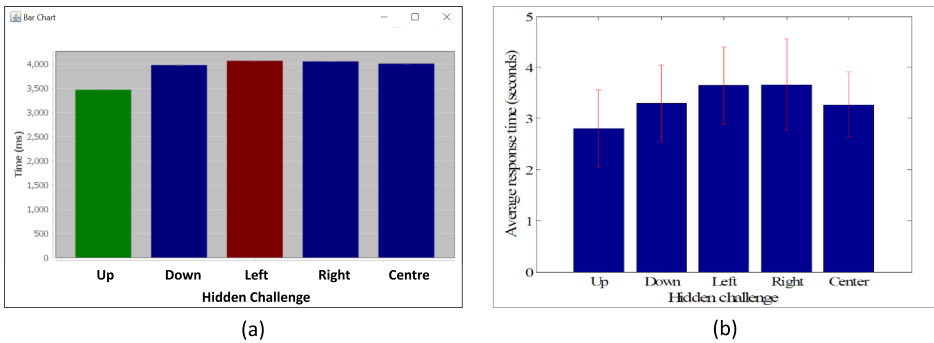 Bar Chart
Time (ms)
4,000
3,500
3,000
2,500
2,000
1,500
1,000
500
0
Up Down Left Right Centre
Hidden Challenge
(a)
Average response time (seconds)
5
4
3
2
1
0
Up Down Left Right Center
Hidden challenge
(b)